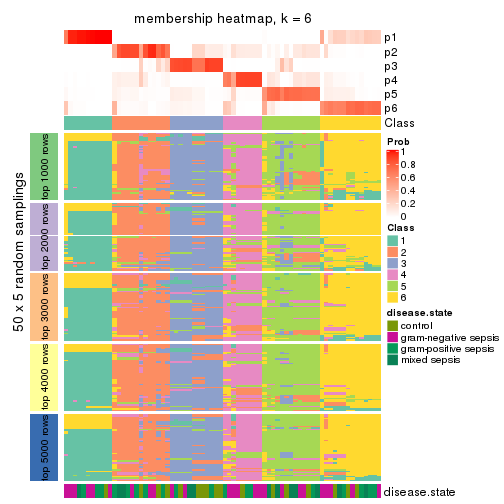 membership heatmap, k = 6
p1
p2
p3
p4
p5
p6
Class
50 x 5 random samplings
top 1000 rows
top 2000 rows
top 3000 rows
top 4000 rows
top 5000 rows
disease.state
Prob
1
0.8
0.6
0.4
0.2
0
Class
1
2
3
4
5
6
disease.state
control
gram-negative sepsis
gram-positive sepsis
mixed sepsis